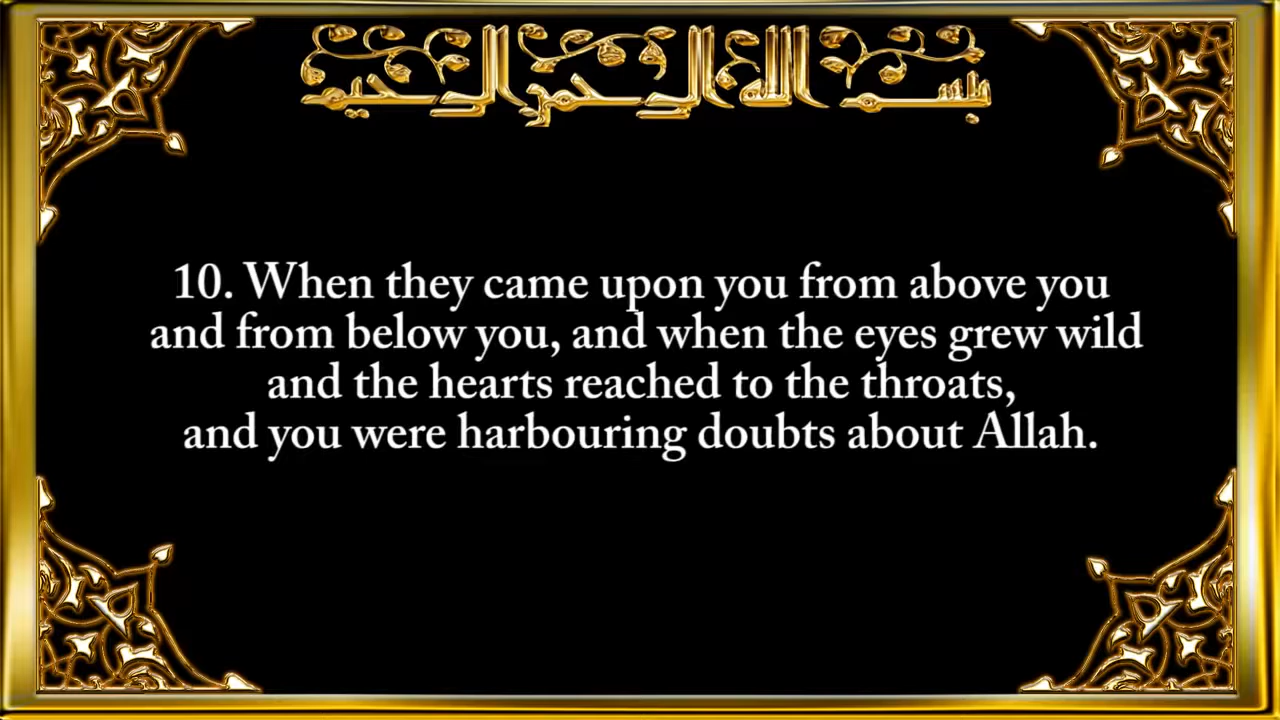 بسم الله الرحمن الرحيم
10. When they came upon you from above you
and from below you, and when the eyes grew wild
and the hearts reached to the throats,
and you were harbouring doubts about Allah.